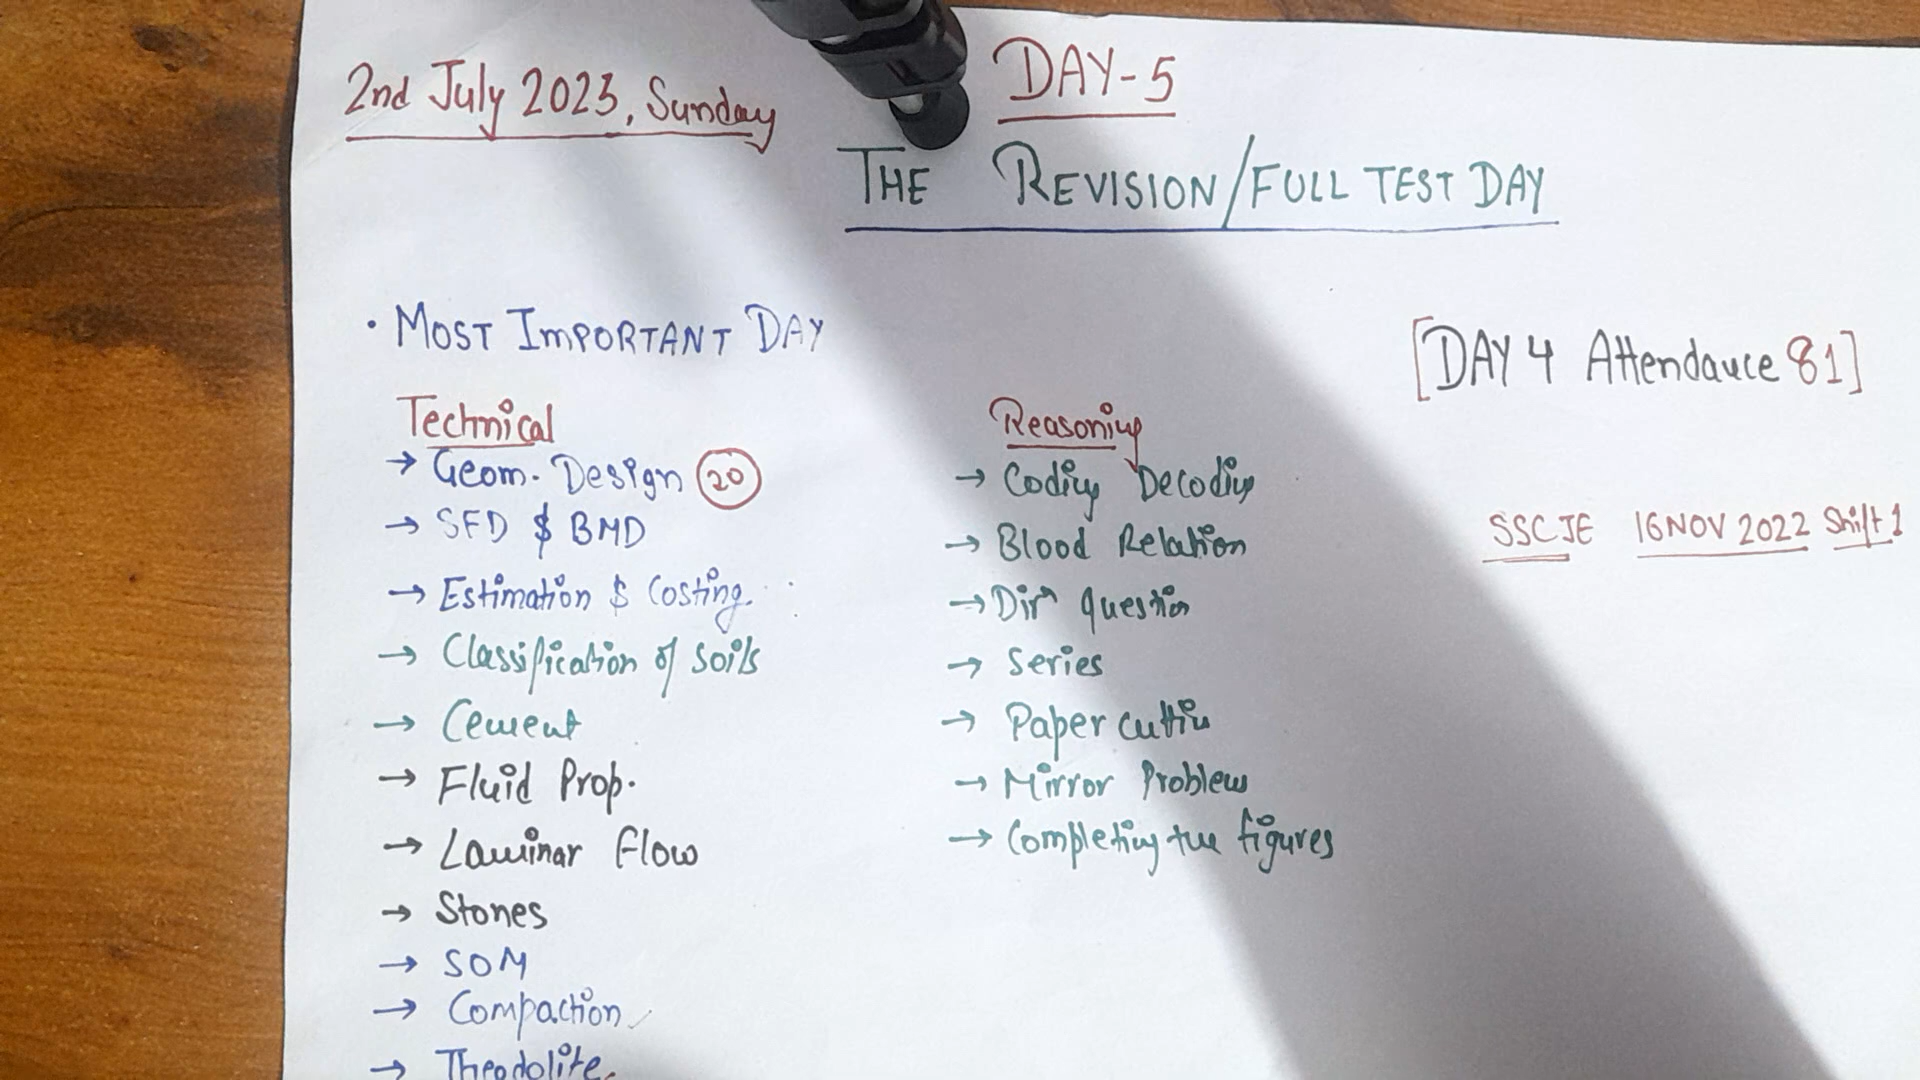 2nd July 2023, Sunday
DAY-5
THE REVISION/FULL TEST DAY
• MOST IMPORTANT DAY
[DAY 4 Attendance 81]
Technical
→ Geom. Design 20
→ SFD & BMD
→ Estimation & Costing.
→ Classification of soils
→ Cement
→ Fluid Prop.
→ Laminar flow
→ Stones
→ SOM
→ Compaction
→ Theodolite.
Reasoning
→ Coding Decoding
→ Blood Relation
→ Dirⁿ question
→ Series
→ Paper cuttin
→ Mirror Problem
→ Completing the figures
SSC JE 16 NOV 2022 Shift 1